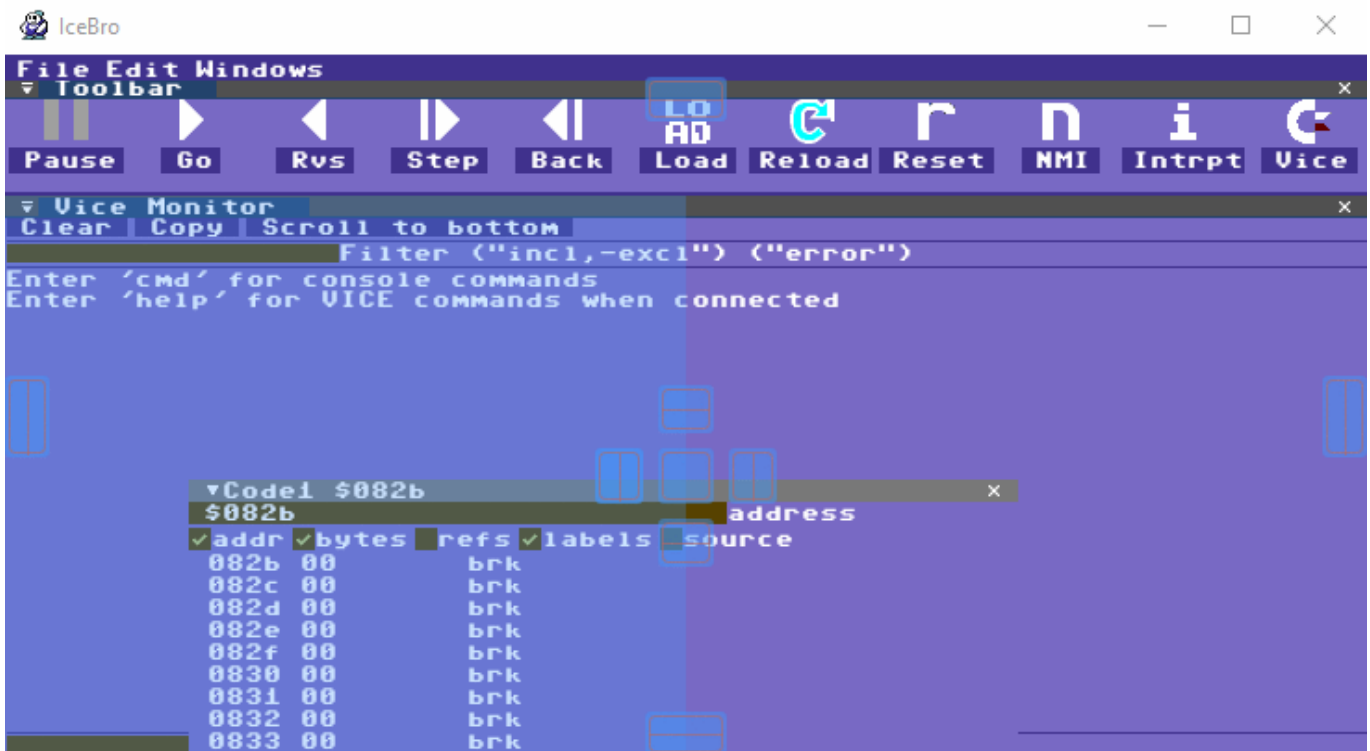 IceBro
File Edit Windows
Toolbar
LO
AD
r n i
Pause Go Rvs Step Back Load Reload Reset NMI Intrpt Vice
Vice Monitor
Clear Copy Scroll to bottom
Filter ("incl,-excl") ("error")
Enter 'cmd' for console commands
Enter 'help' for VICE commands when connected
Code1 $082b
$082b address
addr bytes refs labels source
082b 00 brk
082c 00 brk
082d 00 brk
082e 00 brk
082f 00 brk
0830 00 brk
0831 00 brk
0832 00 brk
0833 00 brk